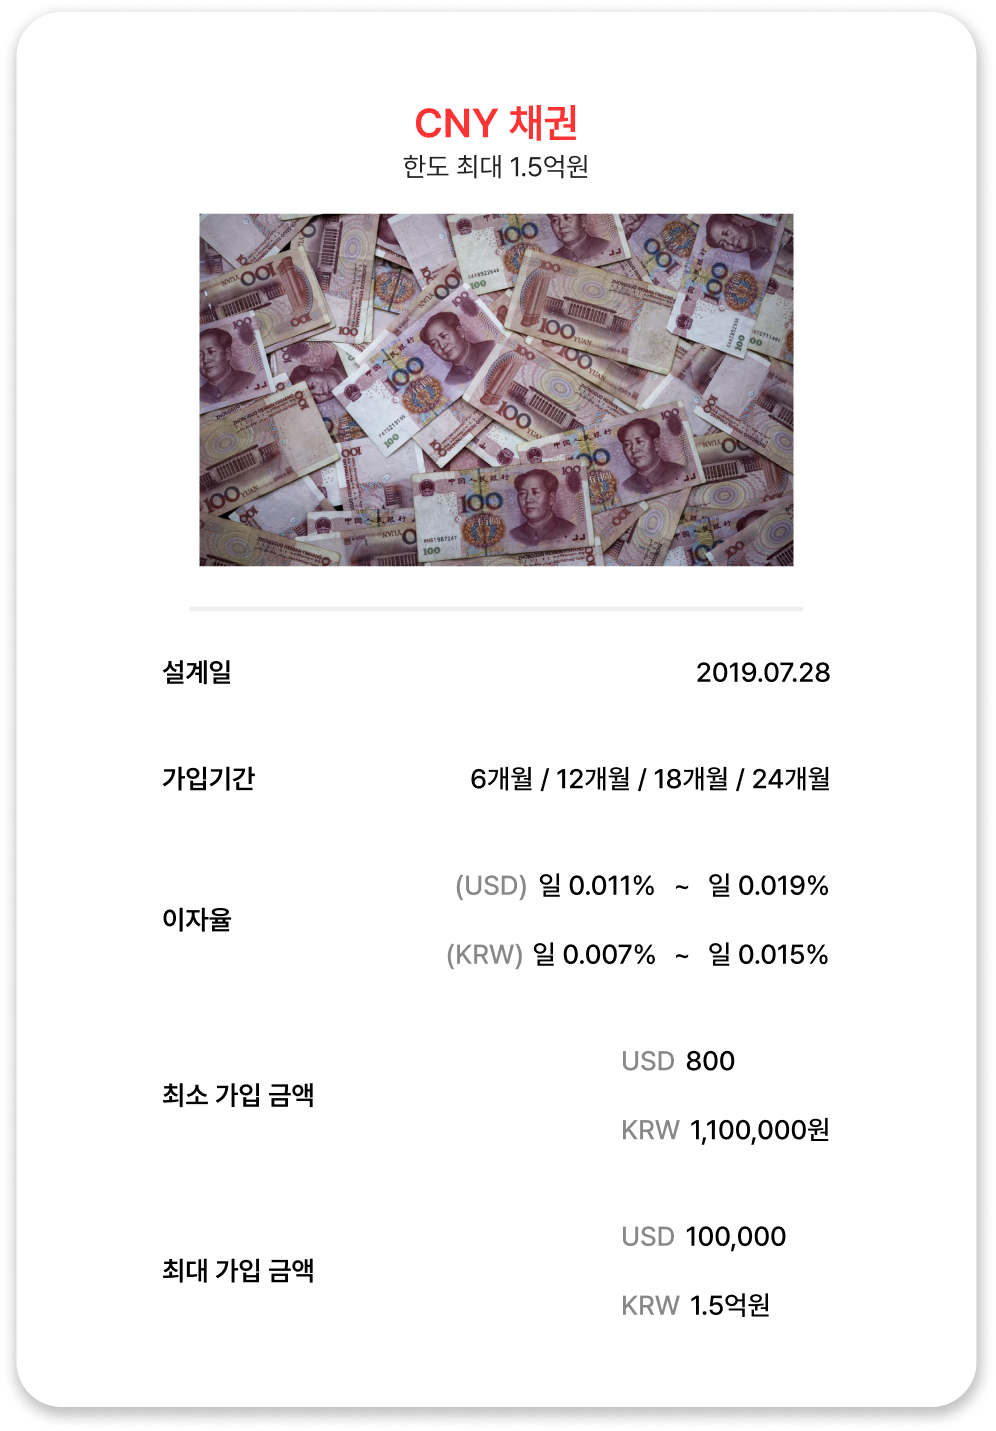 CNY 채권
한도 최대 1.5억원
설계일 2019.07.28
가입기간 6개월 / 12개월 / 18개월 / 24개월
이자율
(USD) 일 0.011% ~ 일 0.019%
(KRW) 일 0.007% ~ 일 0.015%
최소 가입 금액
USD 800
KRW 1,100,000원
최대 가입 금액
USD 100,000
KRW 1.5억원